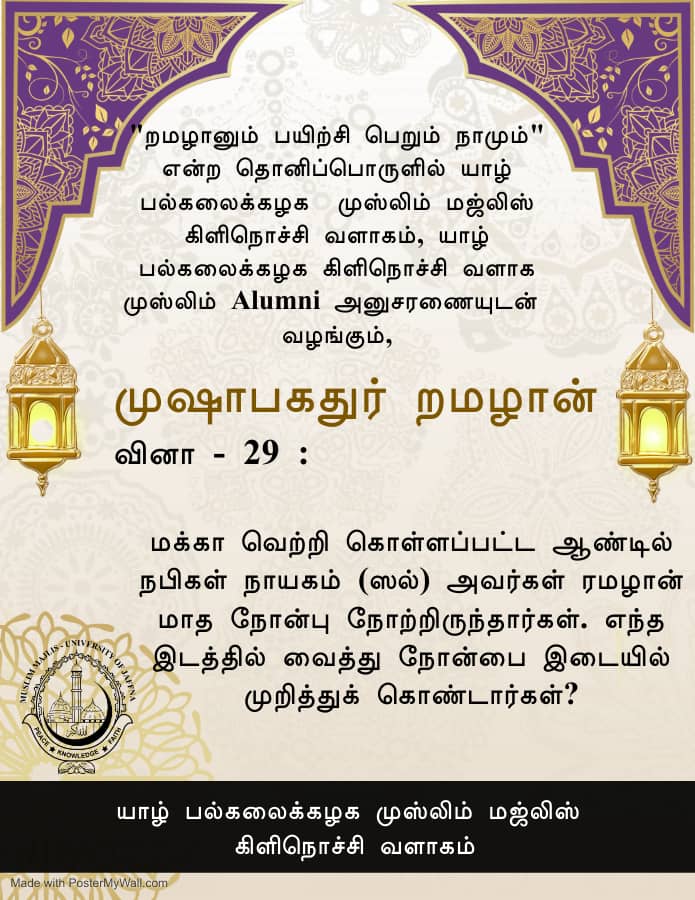 "றமழானும் பயிற்சி பெறும் நாமும்"
என்ற தொனிப்பொருளில் யாழ்
பல்கலைக்கழக முஸ்லிம் மஜ்லிஸ்
கிளிநொச்சி வளாகம், யாழ்
பல்கலைக்கழக கிளிநொச்சி வளாக
முஸ்லிம் Alumni அனுசரணையுடன்
வழங்கும்,
முஷாபகதுர் றமழான்
வினா - 29 :
மக்கா வெற்றி கொள்ளப்பட்ட ஆண்டில்
நபிகள் நாயகம் (ஸல்) அவர்கள் ரமழான்
மாத நோன்பு நோற்றிருந்தார்கள். எந்த
இடத்தில் வைத்து நோன்பை இடையில்
முறித்துக் கொண்டார்கள்?
MUSLIM MAJLIS - UNIVERSITY OF JAFFNA
PEACE ★ KNOWLEDGE ★ FAITH
யாழ் பல்கலைக்கழக முஸ்லிம் மஜ்லிஸ்
கிளிநொச்சி வளாகம்
Made with PosterMyWall.com